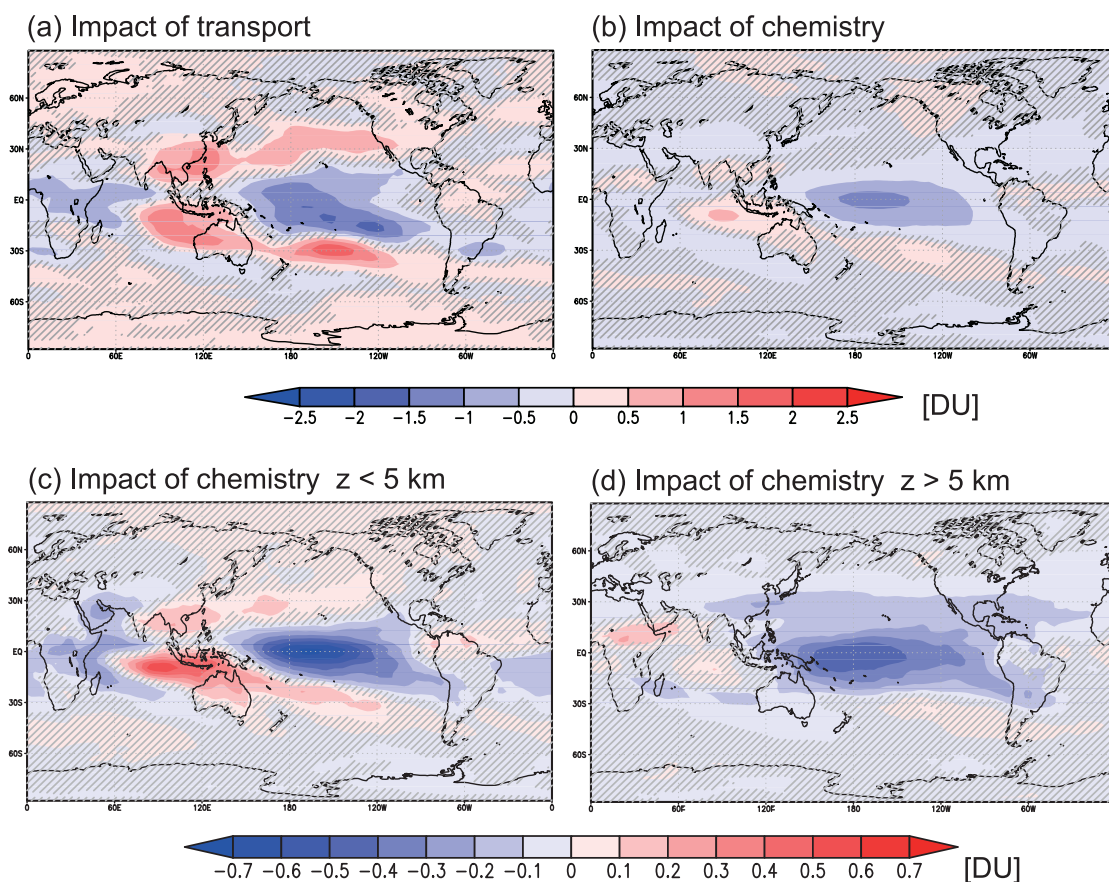 (a) Impact of transport
(b) Impact of chemistry
60N
30N
EQ
30S
60S
0 60E 120E 180 120W 60W 0
60N
30N
EQ
30S
60S
0 60E 120E 180 120W 60W
-2.5 -2 -1.5 -1 -0.5 0 0.5 1 1.5 2 2.5 [DU]
(c) Impact of chemistry z < 5 km
(d) Impact of chemistry z > 5 km
60N
30N
EQ
30S
60S
0 60E 120E 180 120W 60W 0
60N
30N
EQ
30S
60S
0 60E 120E 180 120W 60W
-0.7 -0.6 -0.5 -0.4 -0.3 -0.2 -0.1 0 0.1 0.2 0.3 0.4 0.5 0.6 0.7 [DU]